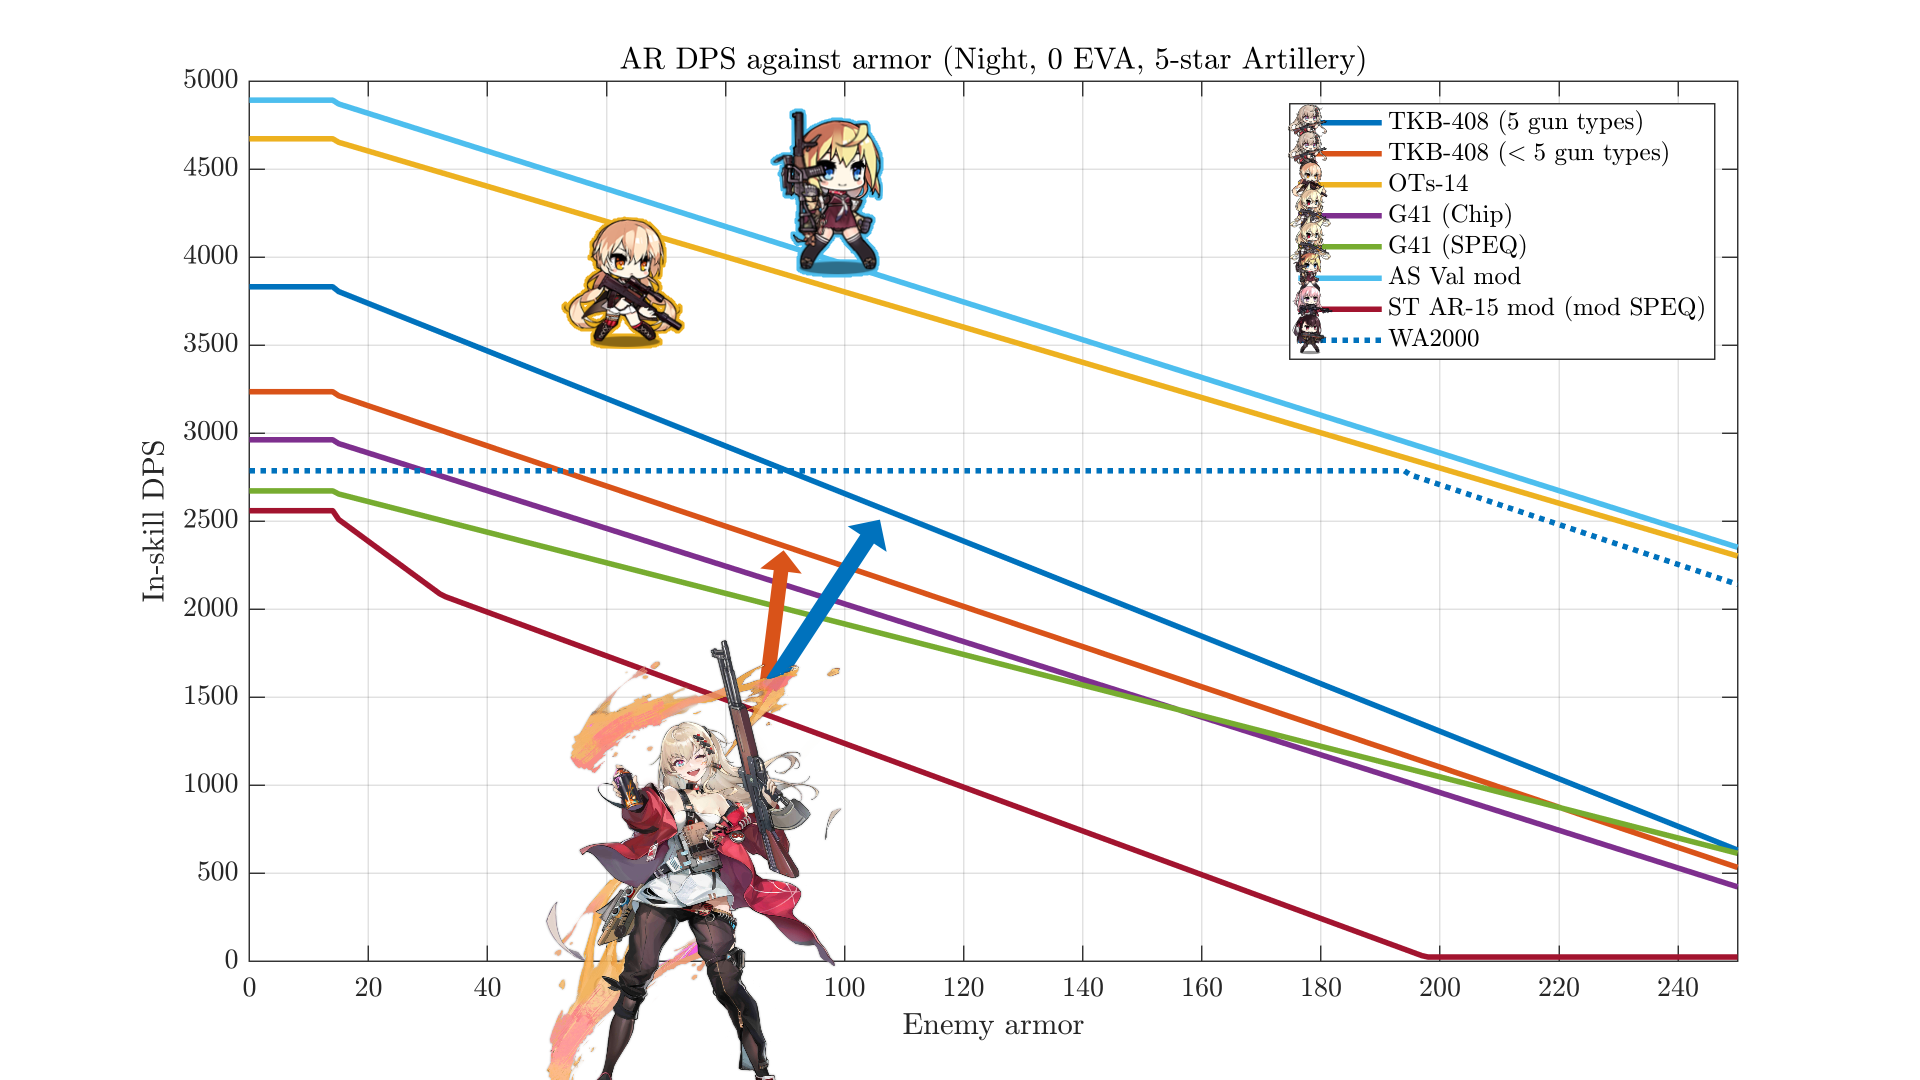 AR DPS against armor (Night, 0 EVA, 5-star Artillery)
5000
4500
4000
3500
3000
2500
2000
1500
1000
500
0
In-skill DPS
TKB-408 (5 gun types)
TKB-408 (< 5 gun types)
OTs-14
G41 (Chip)
G41 (SPEQ)
AS Val mod
ST AR-15 mod (mod SPEQ)
WA2000
0 20 40 100 120 140 160 180 200 220 240
Enemy armor